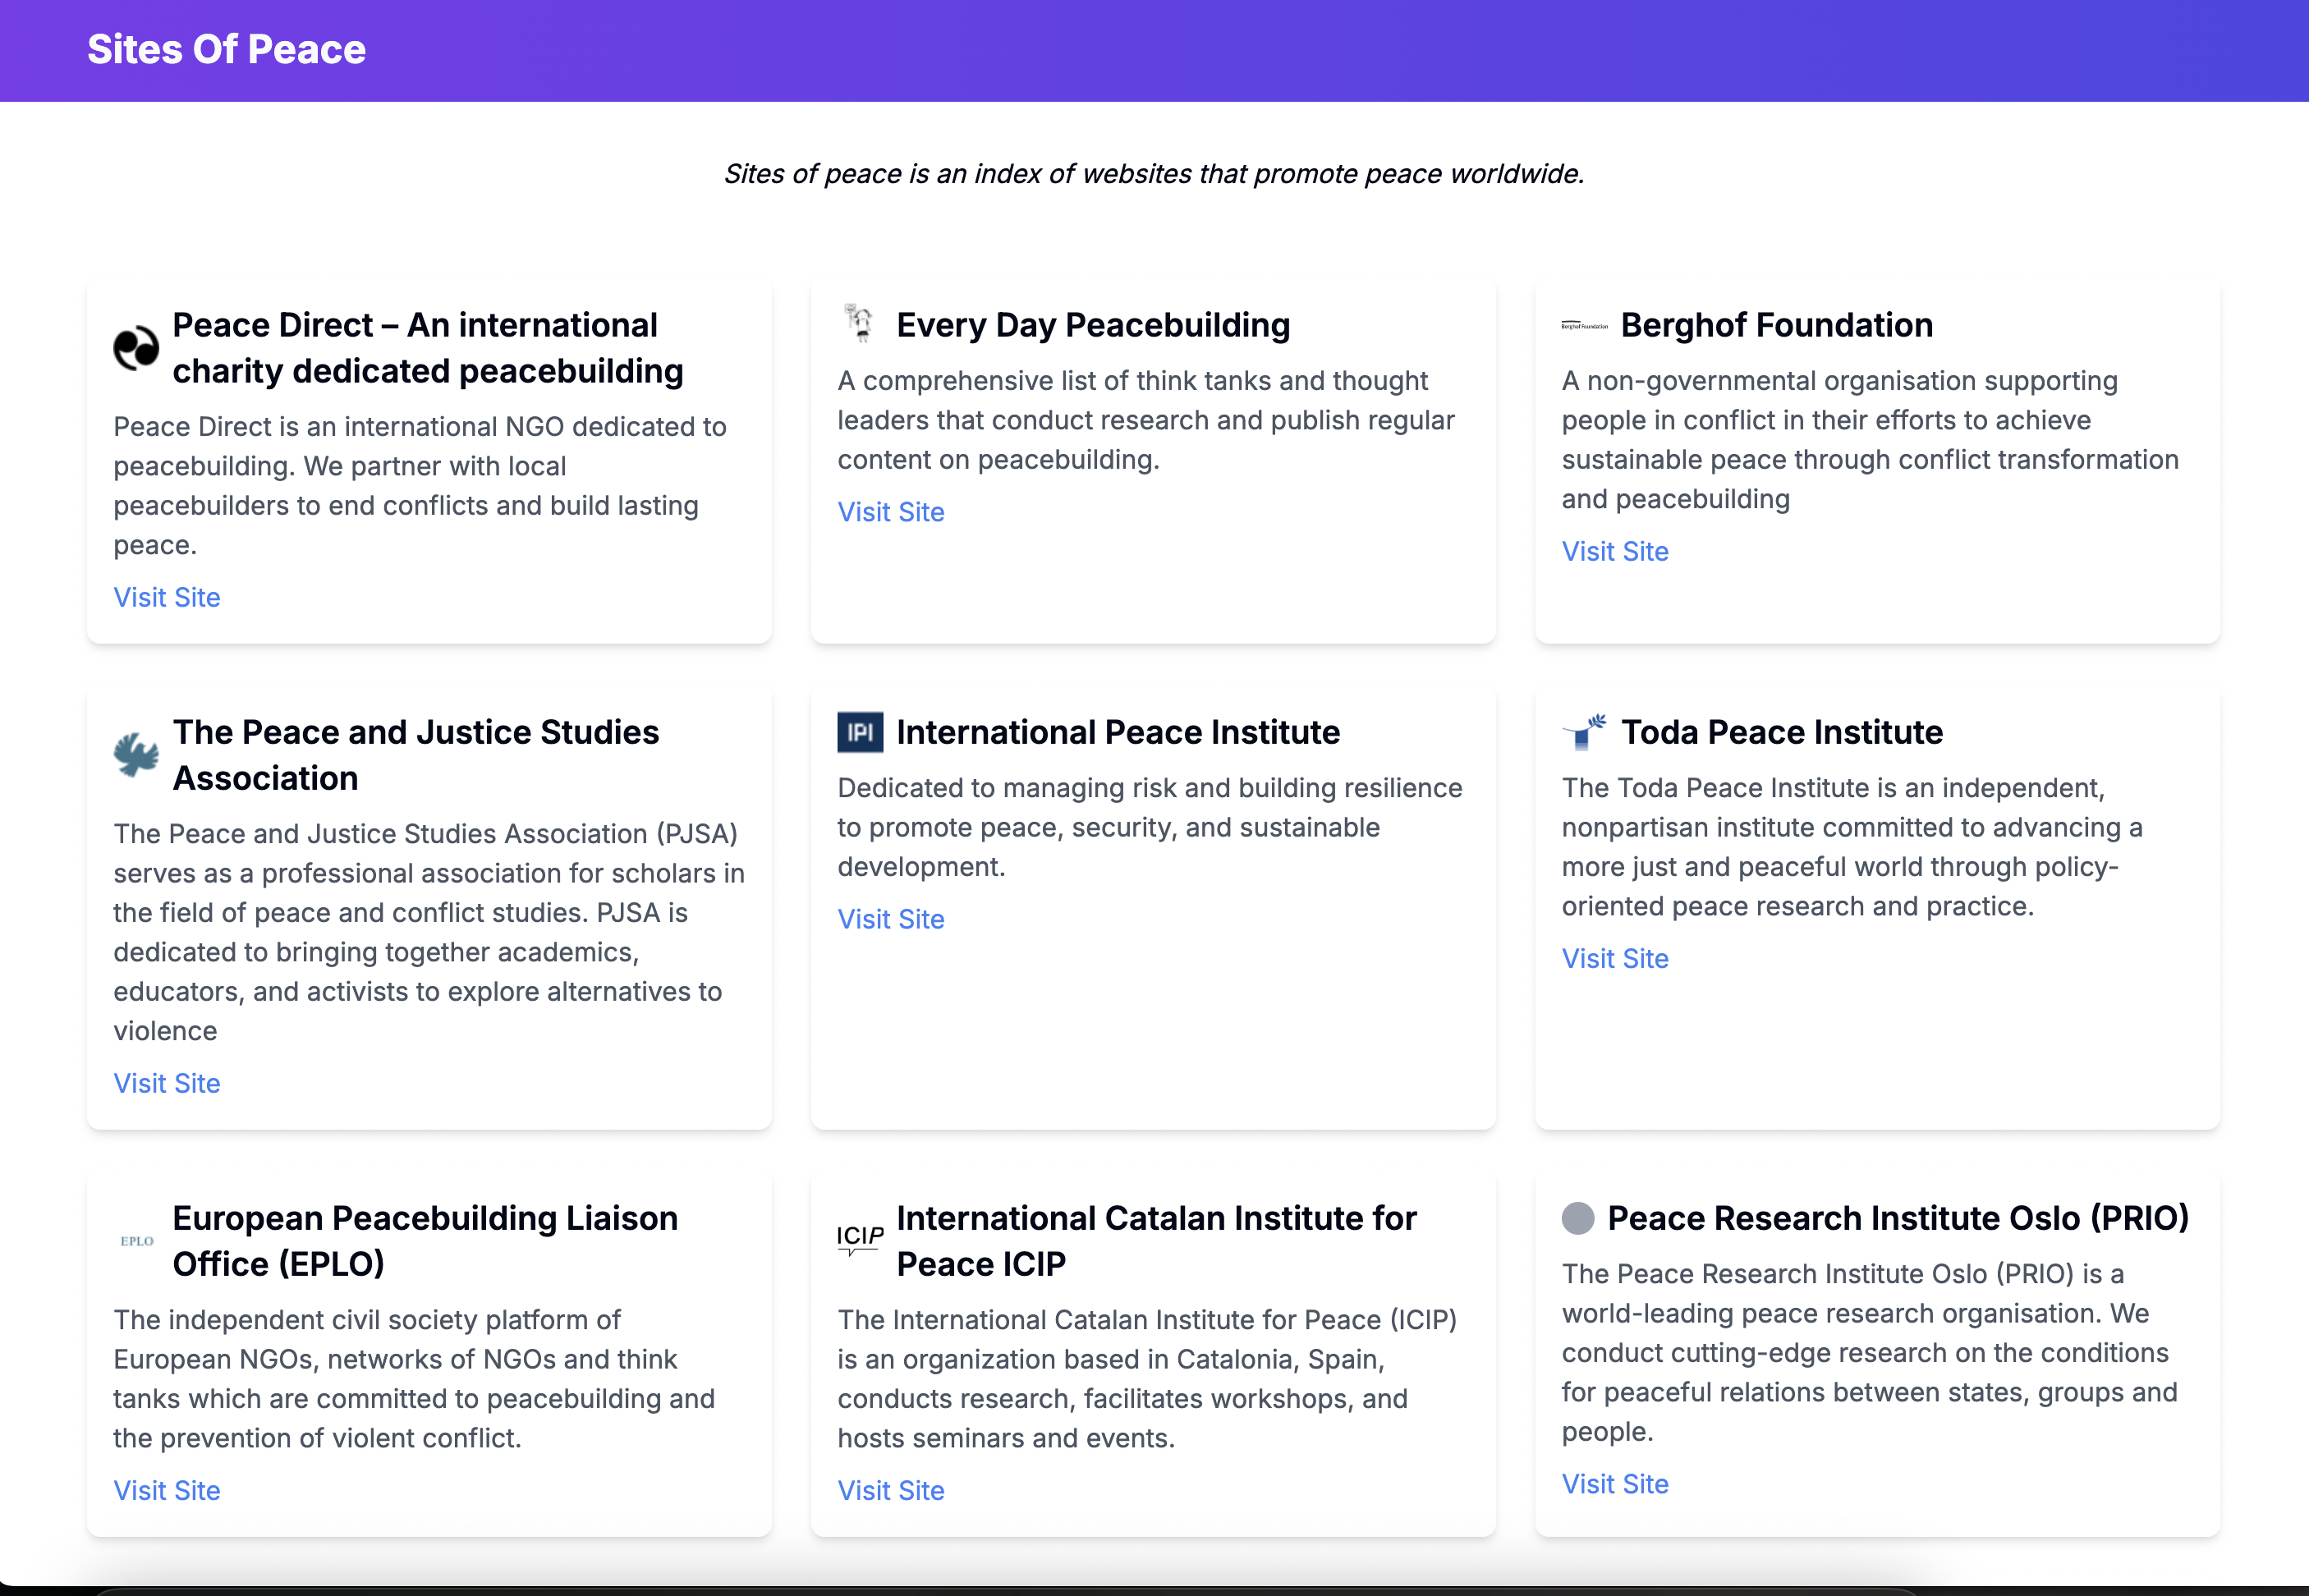 Sites Of Peace
Sites of peace is an index of websites that promote peace worldwide.
Peace Direct – An international
charity dedicated peacebuilding
Peace Direct is an international NGO dedicated to
peacebuilding. We partner with local
peacebuilders to end conflicts and build lasting
peace.
Visit Site
Every Day Peacebuilding
A comprehensive list of think tanks and thought
leaders that conduct research and publish regular
content on peacebuilding.
Visit Site
Berghof Foundation
Berghof Foundation
A non-governmental organisation supporting
people in conflict in their efforts to achieve
sustainable peace through conflict transformation
and peacebuilding
Visit Site
The Peace and Justice Studies
Association
The Peace and Justice Studies Association (PJSA)
serves as a professional association for scholars in
the field of peace and conflict studies. PJSA is
dedicated to bringing together academics,
educators, and activists to explore alternatives to
violence
Visit Site
IPI
International Peace Institute
Dedicated to managing risk and building resilience
to promote peace, security, and sustainable
development.
Visit Site
Toda Peace Institute
The Toda Peace Institute is an independent,
nonpartisan institute committed to advancing a
more just and peaceful world through policy-
oriented peace research and practice.
Visit Site
EPLO
European Peacebuilding Liaison
Office (EPLO)
The independent civil society platform of
European NGOs, networks of NGOs and think
tanks which are committed to peacebuilding and
the prevention of violent conflict.
Visit Site
ICIP
International Catalan Institute for
Peace ICIP
The International Catalan Institute for Peace (ICIP)
is an organization based in Catalonia, Spain,
conducts research, facilitates workshops, and
hosts seminars and events.
Visit Site
Peace Research Institute Oslo (PRIO)
The Peace Research Institute Oslo (PRIO) is a
world-leading peace research organisation. We
conduct cutting-edge research on the conditions
for peaceful relations between states, groups and
people.
Visit Site